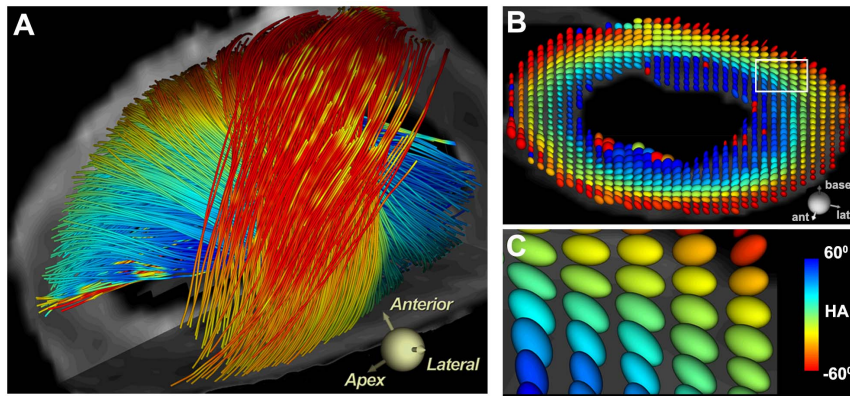 A
Anterior
Lateral
Apex
B
base
lat
ant
C
60⁰
HA
-60⁰